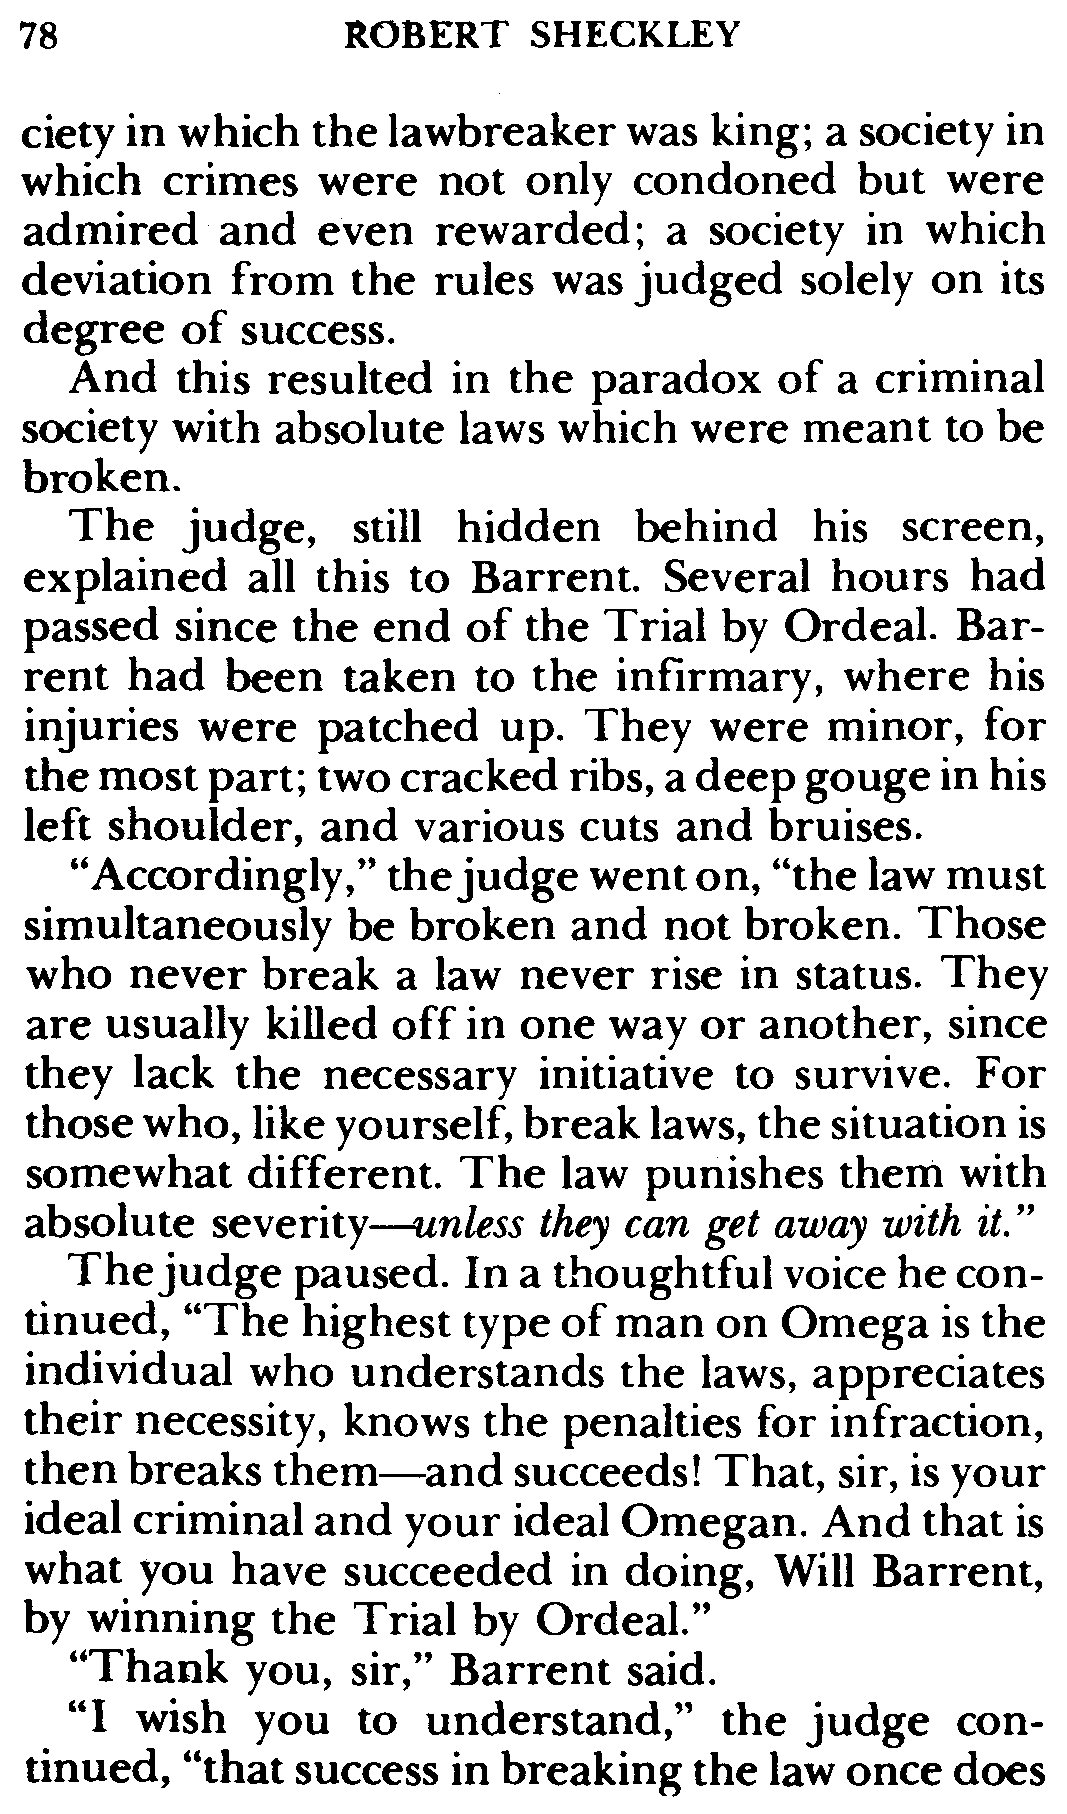 78 ROBERT SHECKLEY
ciety in which the lawbreaker was king; a society in
which crimes were not only condoned but were
admired and even rewarded; a society in which
deviation from the rules was judged solely on its
degree of success.
And this resulted in the paradox of a criminal
society with absolute laws which were meant to be
broken.
The judge, still hidden behind his screen,
explained all this to Barrent. Several hours had
passed since the end of the Trial by Ordeal. Bar-
rent had been taken to the infirmary, where his
injuries were patched up. They were minor, for
the most part; two cracked ribs, a deep gouge in his
left shoulder, and various cuts and bruises.
“Accordingly,” the judge went on, “the law must
simultaneously be broken and not broken. Those
who never break a law never rise in status. They
are usually killed off in one way or another, since
they lack the necessary initiative to survive. For
those who, like yourself, break laws, the situation is
somewhat different. The law punishes them with
absolute severity—unless they can get away with it.”
The judge paused. In a thoughtful voice he con-
tinued, “The highest type of man on Omega is the
individual who understands the laws, appreciates
their necessity, knows the penalties for infraction,
then breaks them—and succeeds! That, sir, is your
ideal criminal and your ideal Omegan. And that is
what you have succeeded in doing, Will Barrent,
by winning the Trial by Ordeal.”
“Thank you, sir,” Barrent said.
“I wish you to understand,” the judge con-
tinued, “that success in breaking the law once does